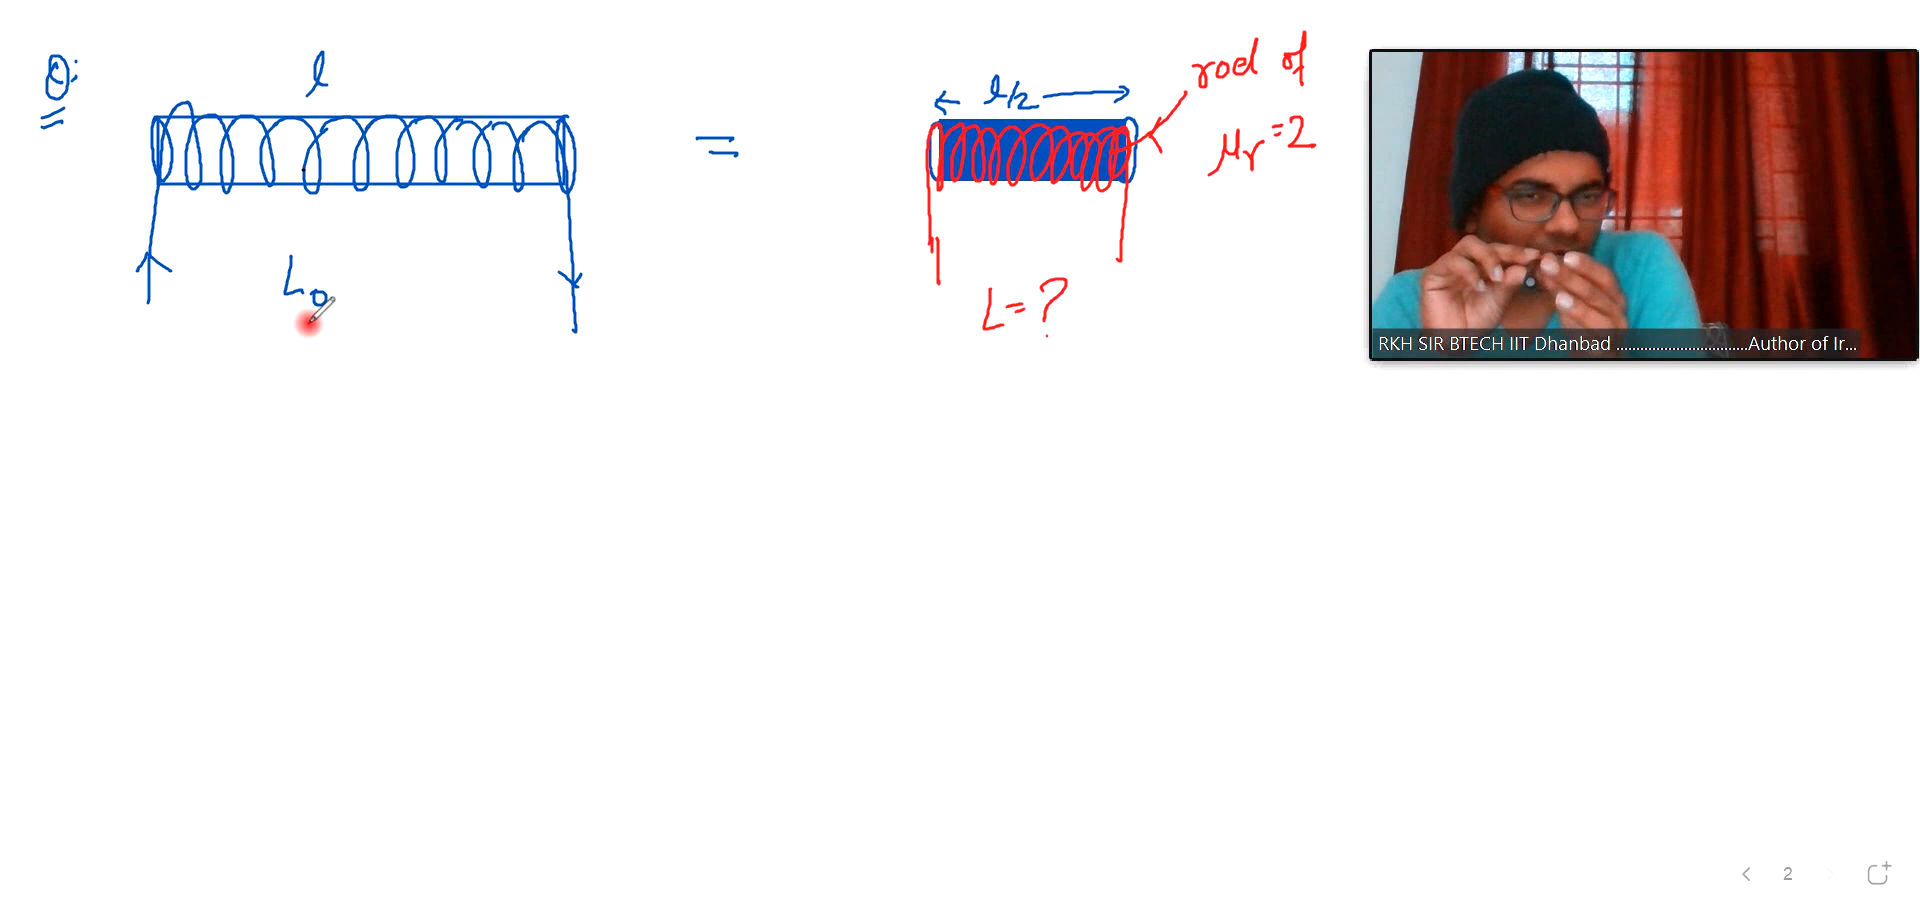 Q:
l
L₀
=
l/2
rod of
μr=2
L=?
RKH SIR BTECH IIT Dhanbad ................................Author of Ir...
2